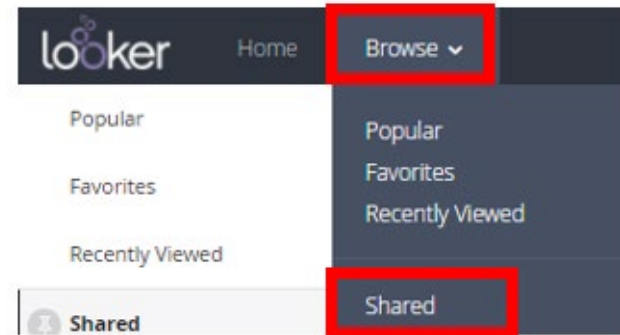 looker Home Browse
Popular
Favorites
Recently Viewed
Shared
Popular
Favorites
Recently Viewed
Shared